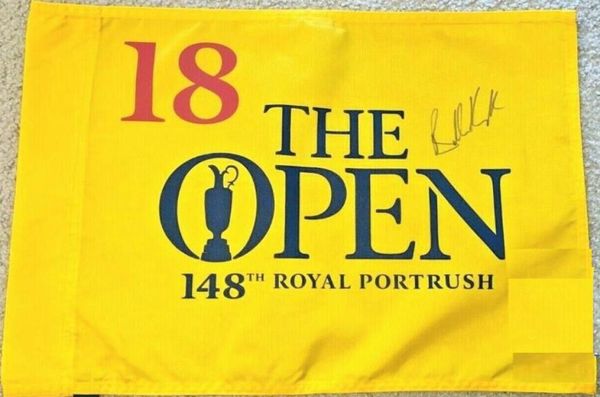 18
THE
OPEN
148TH ROYAL PORTRUSH